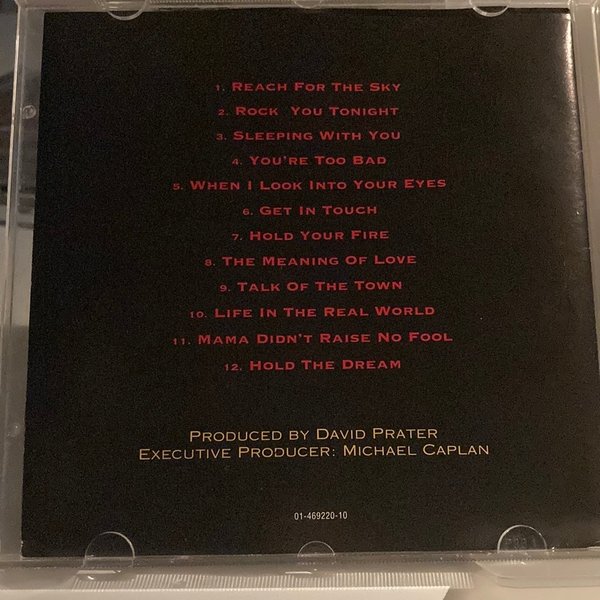 1. Reach For The Sky
2. Rock You Tonight
3. Sleeping With You
4. You're Too Bad
5. When I Look Into Your Eyes
6. Get In Touch
7. Hold Your Fire
8. The Meaning Of Love
9. Talk Of The Town
10. Life In The Real World
11. Mama Didn't Raise No Fool
12. Hold The Dream
Produced by David Prater
Executive Producer: Michael Caplan
01-469220-10